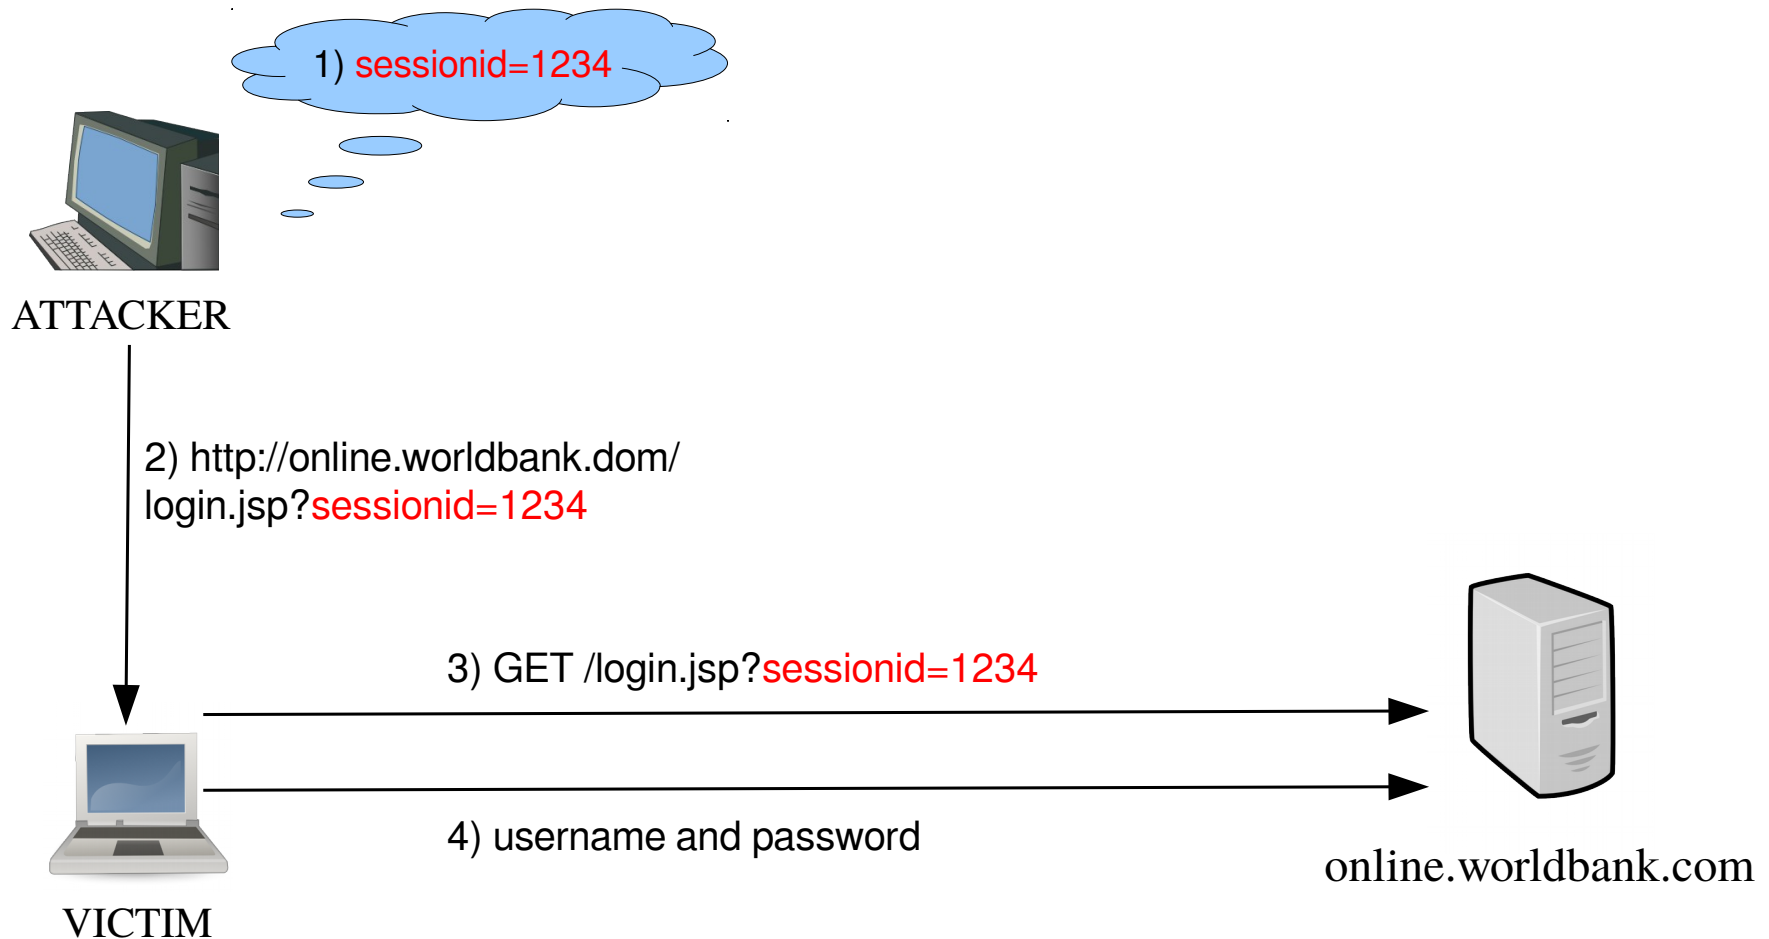 1) sessionid=1234
ATTACKER
2) http://online.worldbank.dom/
login.jsp?sessionid=1234
3) GET /login.jsp?sessionid=1234
4) username and password
online.worldbank.com
VICTIM